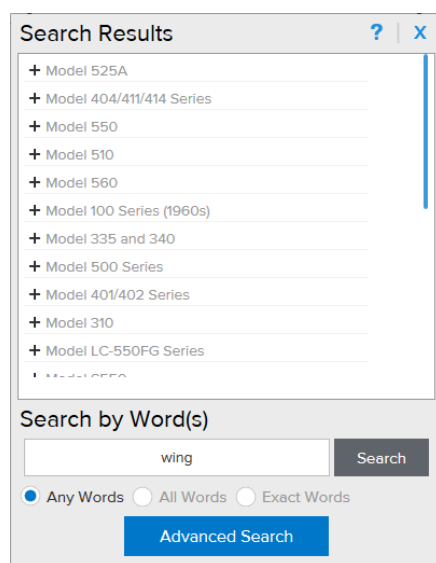 Search Results ? X
+ Model 525A
+ Model 404/411/414 Series
+ Model 550
+ Model 510
+ Model 560
+ Model 100 Series (1960s)
+ Model 335 and 340
+ Model 500 Series
+ Model 401/402 Series
+ Model 310
+ Model LC-550FG Series
Search by Word(s)
wing Search
Any Words All Words Exact Words
Advanced Search